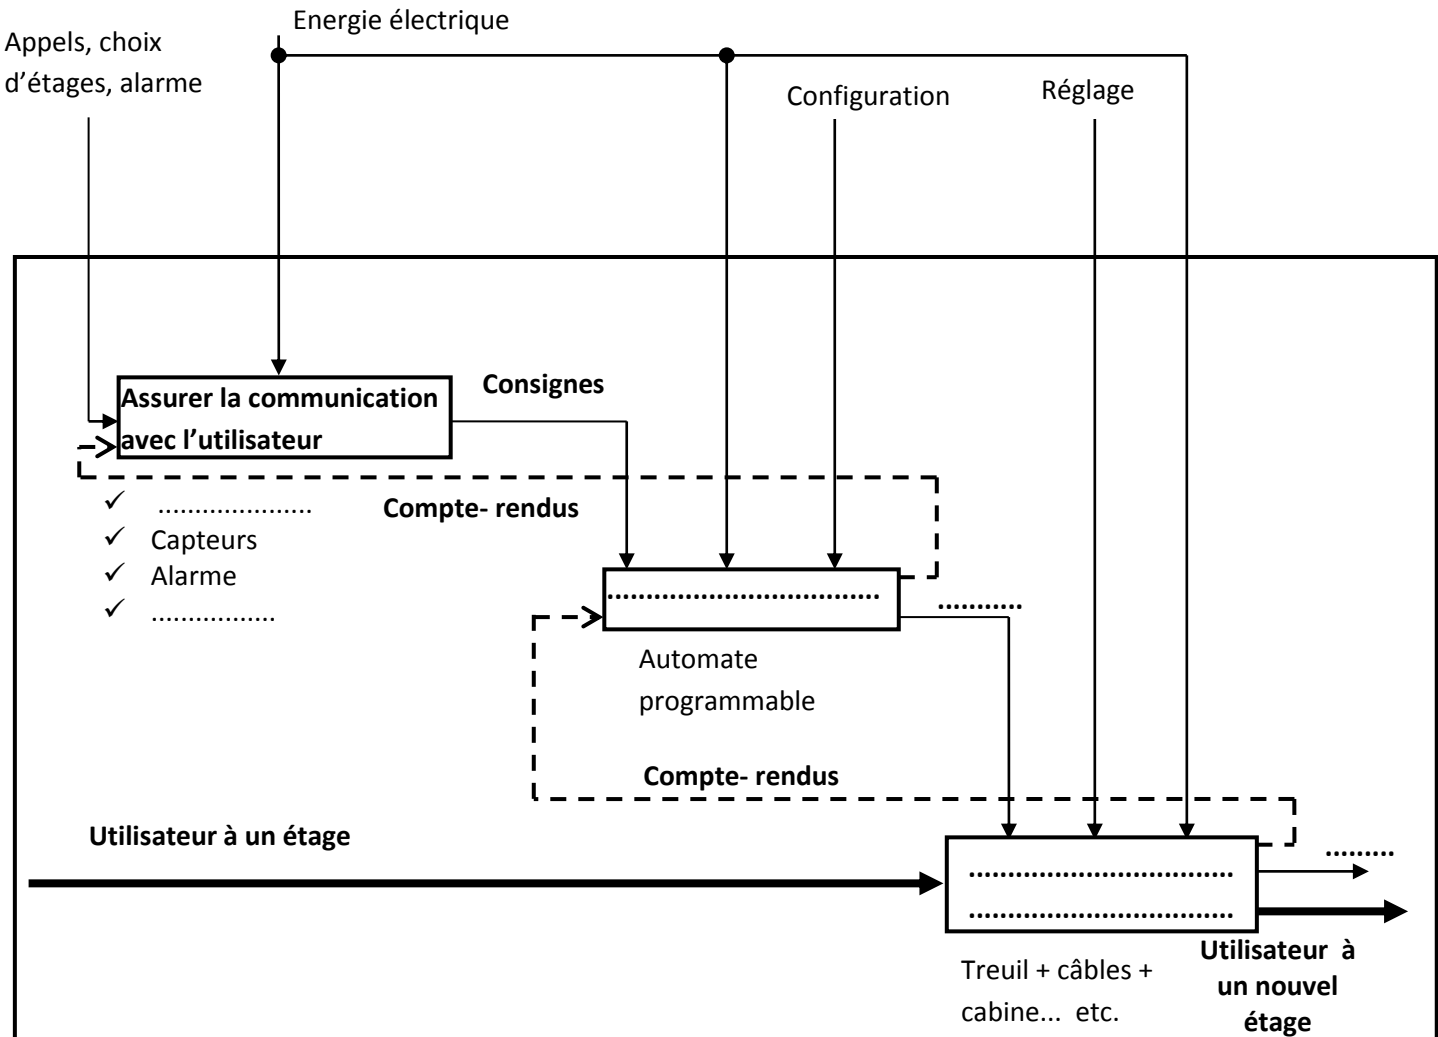 Energie électrique
Appels, choix
d’étages, alarme
Configuration
Réglage
Assurer la communication
avec l’utilisateur
Consignes
Compte- rendus
✓ .....................
✓ Capteurs
✓ Alarme
✓ .................
...................................
...........
Automate
programmable
Compte- rendus
Utilisateur à un étage
.........
..................................
..................................
Treuil + câbles +
cabine... etc.
Utilisateur à
un nouvel
étage